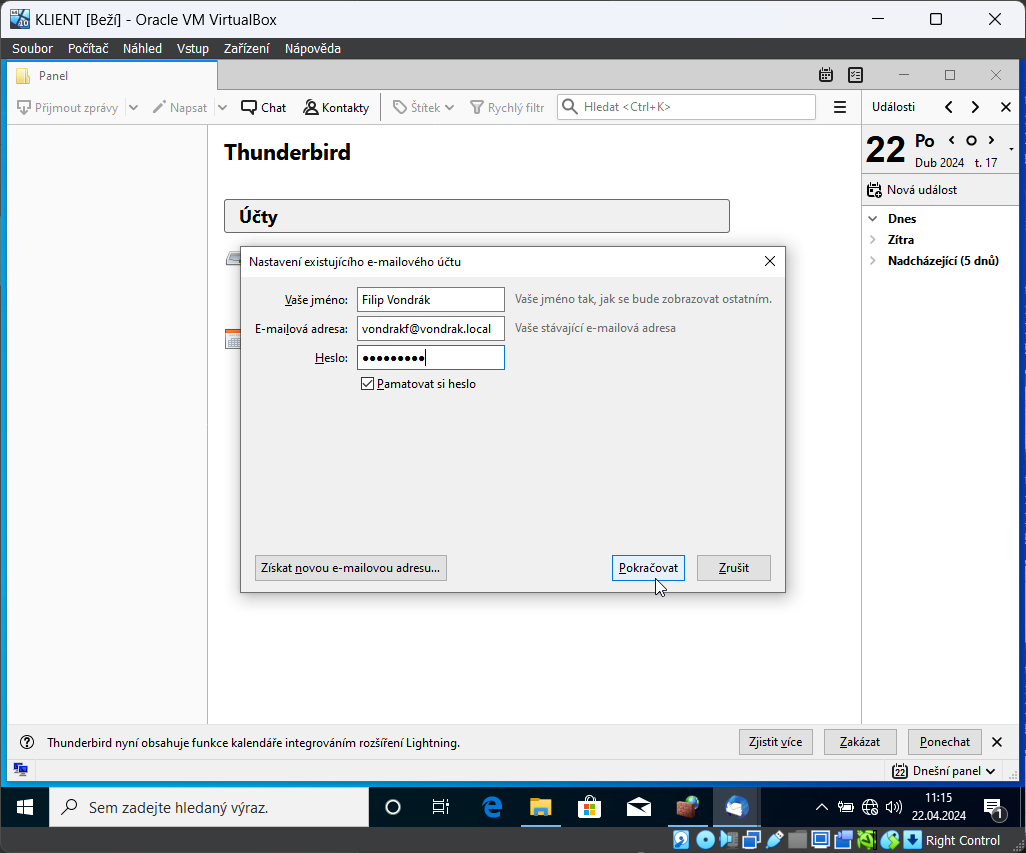 KLIENT [Beží] - Oracle VM VirtualBox
Soubor Počítač Náhled Vstup Zařízení Nápověda
Panel
Přijmout zprávy Napsat Chat Kontakty Štítek Rychlý filtr Hledat <Ctrl+K> Události
22 Po
Dub 2024 t. 17
Thunderbird
Nová událost
Účty
Dnes
Zítra
Nadcházející (5 dnů)
Nastavení existujícího e-mailového účtu
Vaše jméno: Filip Vondrák Vaše jméno tak, jak se bude zobrazovat ostatním.
E-mailová adresa: vondrakf@vondrak.local Vaše stávající e-mailová adresa
Heslo: ●●●●●●●●●
Pamatovat si heslo
Získat novou e-mailovou adresu... Pokračovat Zrušit
Thunderbird nyní obsahuje funkce kalendáře integrováním rozšíření Lightning. Zjistit více Zakázat Ponechat
22 Dnešní panel
Sem zadejte hledaný výraz.
11:15
22.04.2024
1
Right Control